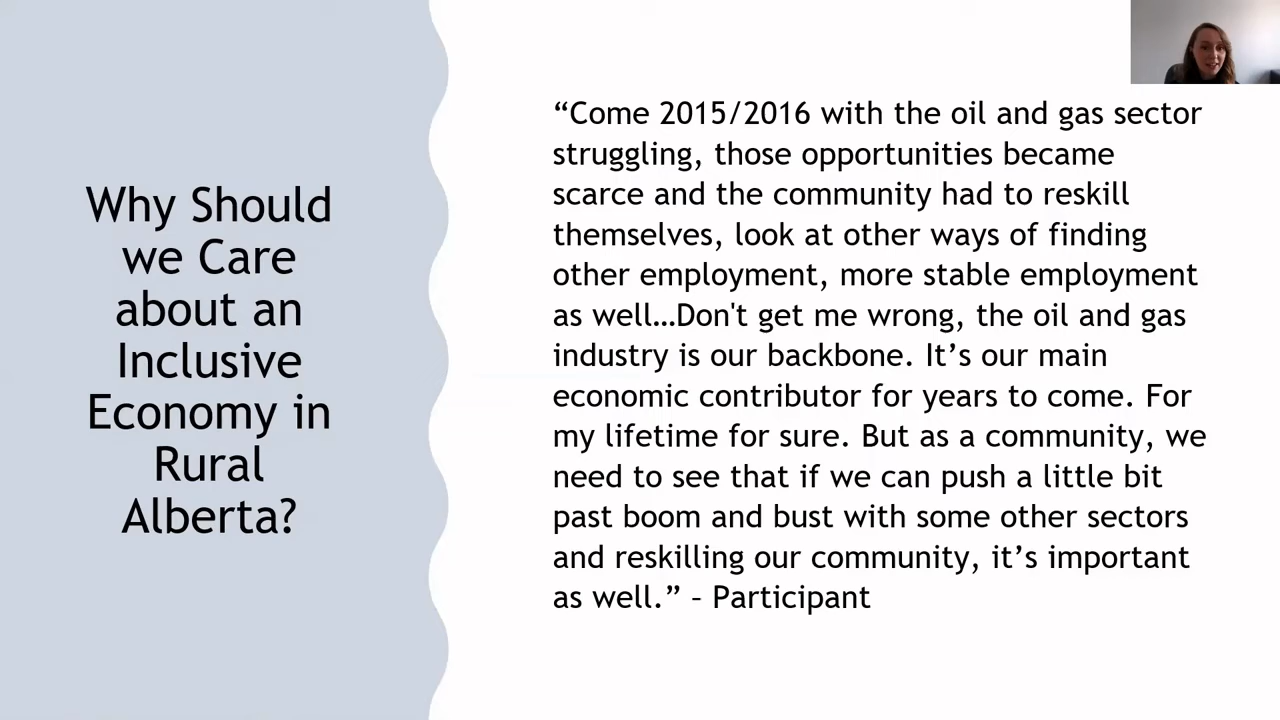 Why Should
we Care
about an
Inclusive
Economy in
Rural
Alberta?
“Come 2015/2016 with the oil and gas sector
struggling, those opportunities became
scarce and the community had to reskill
themselves, look at other ways of finding
other employment, more stable employment
as well…Don't get me wrong, the oil and gas
industry is our backbone. It’s our main
economic contributor for years to come. For
my lifetime for sure. But as a community, we
need to see that if we can push a little bit
past boom and bust with some other sectors
and reskilling our community, it’s important
as well.” – Participant